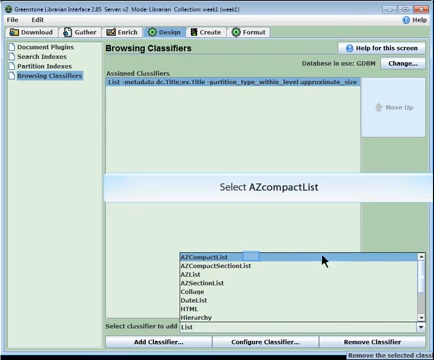 Greenstone Librarian Interface 2.85 Server: v2 Mode: Librarian Collection: week1 (week1)
File Edit Help
Download Gather Enrich Design Create Format
Document Plugins
Search Indexes
Partition Indexes
Browsing Classifiers
Browsing Classifiers
Help for this screen
Database in use: GDBM
Change...
Assigned Classifiers
List -metadata dc.Title;ex.Title -partition_type_within_level approximate_size
Move Up
Select AZcompactList
AZCompactList
AZCompactSectionList
AZList
AZSectionList
Collage
DateList
HTML
Hierarchy
Select classifier to add List
Add Classifier... Configure Classifier... Remove Classifier
Remove the selected class